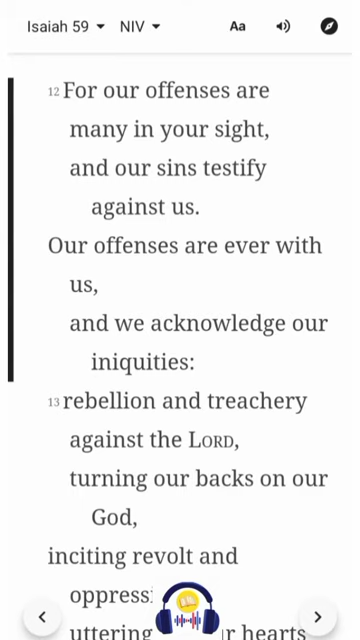 Isaiah 59 NIV Aa
12 For our offenses are
many in your sight,
and our sins testify
against us.
Our offenses are ever with
us,
and we acknowledge our
iniquities:
13 rebellion and treachery
against the LORD,
turning our backs on our
God,
inciting revolt and
uttering hearts